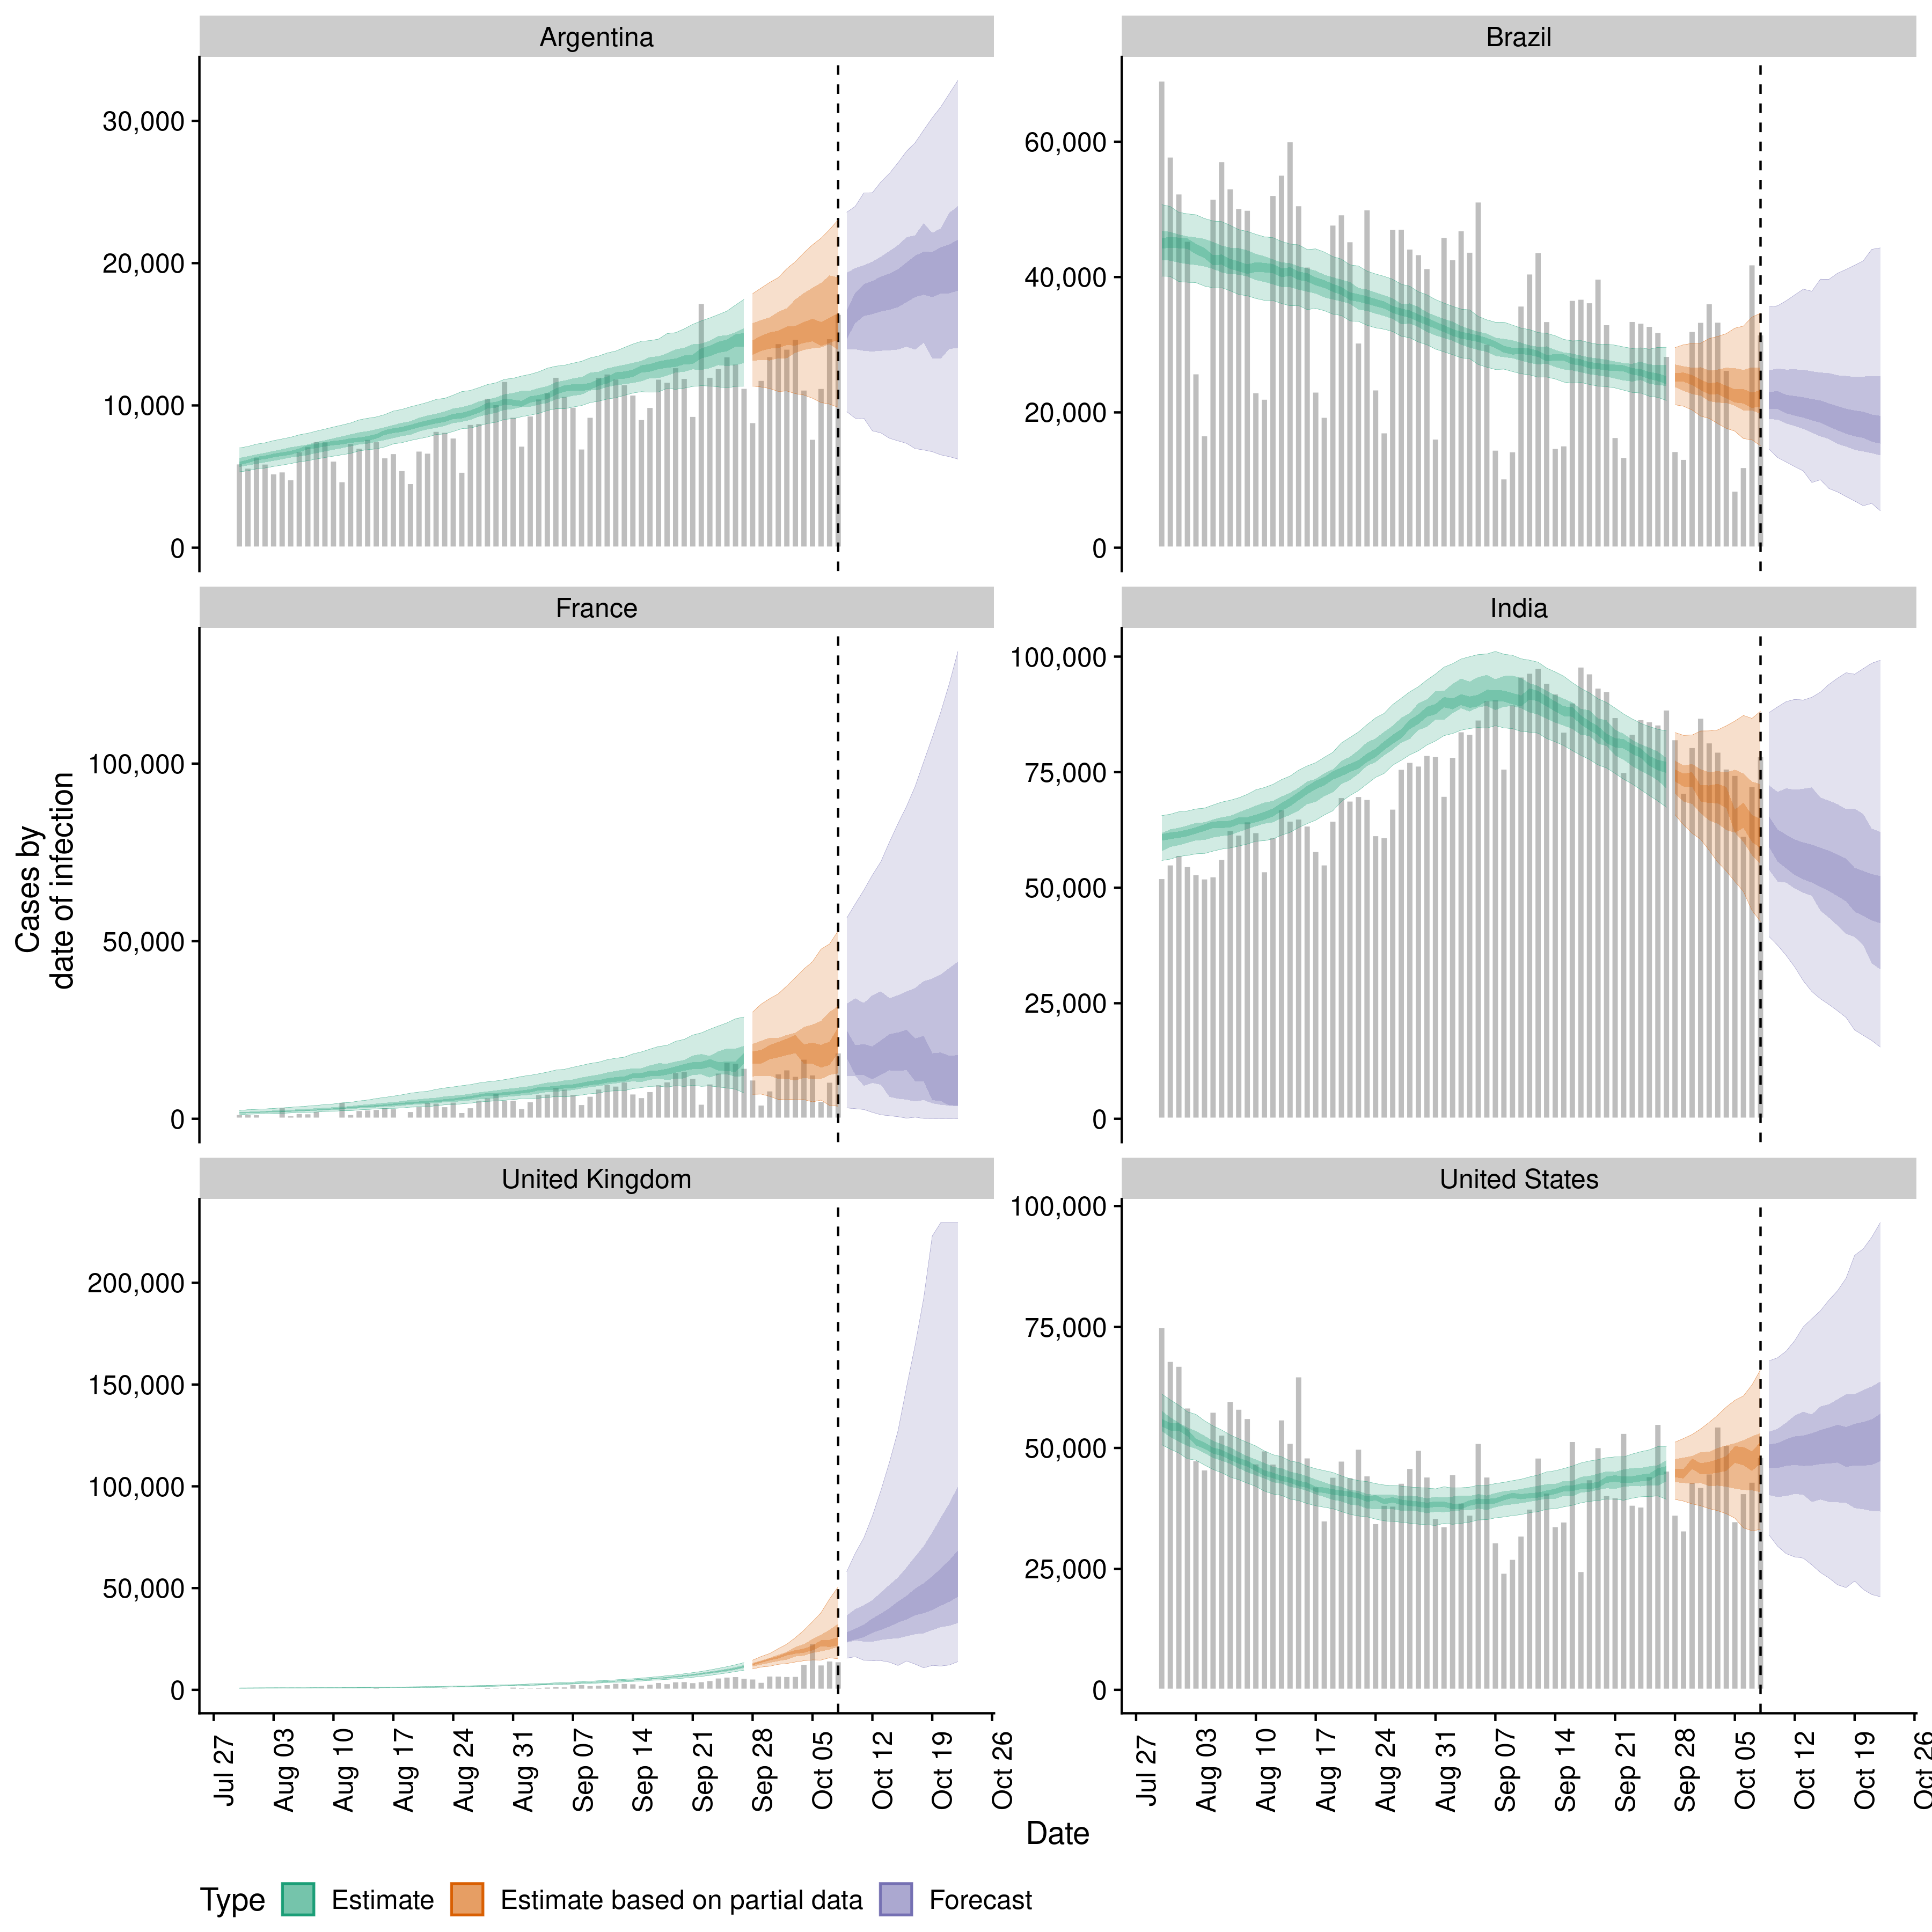 Argentina
Brazil
30,000
20,000
10,000
0
60,000
40,000
20,000
0
France
India
100,000
50,000
0
100,000
75,000
50,000
25,000
0
United Kingdom
United States
200,000
150,000
100,000
50,000
0
100,000
75,000
50,000
25,000
0
Cases by
date of infection
Jul 27
Aug 03
Aug 10
Aug 17
Aug 24
Aug 31
Sep 07
Sep 14
Sep 21
Sep 28
Oct 05
Oct 12
Oct 19
Oct 26
Jul 27
Aug 03
Aug 10
Aug 17
Aug 24
Aug 31
Sep 07
Sep 14
Sep 21
Sep 28
Oct 05
Oct 12
Oct 19
Oct 26
Date
Type Estimate Estimate based on partial data Forecast